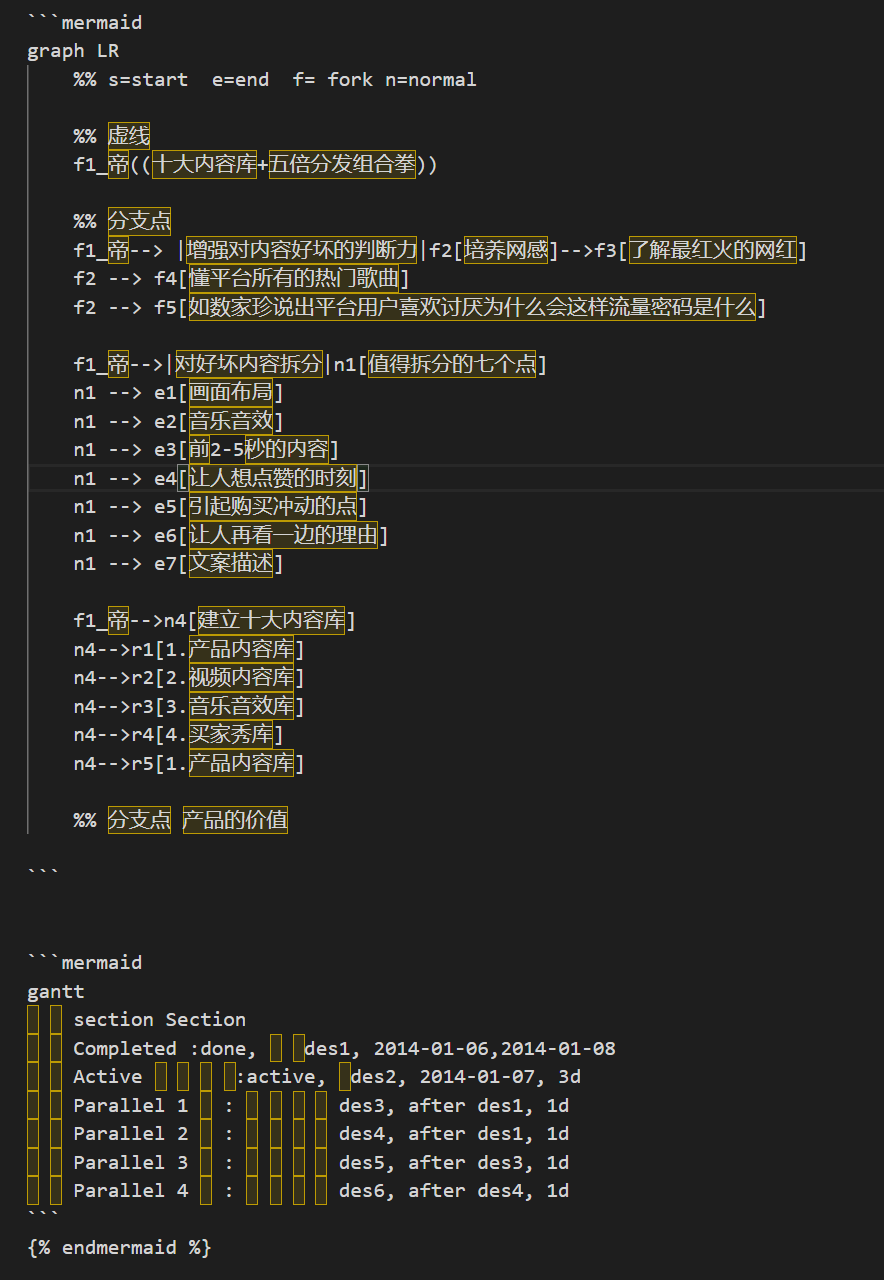 ```mermaid
graph LR
    %% s=start  e=end  f= fork n=normal
    %% 虚线
    f1_帝((十大内容库+五倍分发组合拳))
    %% 分支点
    f1_帝--> |增强对内容好坏的判断力|f2[培养网感]-->f3[了解最红火的网红]
    f2 --> f4[懂平台所有的热门歌曲]
    f2 --> f5[如数家珍说出平台用户喜欢讨厌为什么会这样流量密码是什么]
    f1_帝-->|对好坏内容拆分|n1[值得拆分的七个点]
    n1 --> e1[画面布局]
    n1 --> e2[音乐音效]
    n1 --> e3[前2-5秒的内容]
    n1 --> e4[让人想点赞的时刻]
    n1 --> e5[引起购买冲动的点]
    n1 --> e6[让人再看一边的理由]
    n1 --> e7[文案描述]
    f1_帝-->n4[建立十大内容库]
    n4-->r1[1.产品内容库]
    n4-->r2[2.视频内容库]
    n4-->r3[3.音乐音效库]
    n4-->r4[4.买家秀库]
    n4-->r5[1.产品内容库]
    %% 分支点 产品的价值
```
```mermaid
gantt
    section Section
    Completed :done,    des1, 2014-01-06,2014-01-08
    Active        :active,  des2, 2014-01-07, 3d
    Parallel 1   :         des3, after des1, 1d
    Parallel 2   :         des4, after des1, 1d
    Parallel 3   :         des5, after des3, 1d
    Parallel 4   :         des6, after des4, 1d
```
{% endmermaid %}